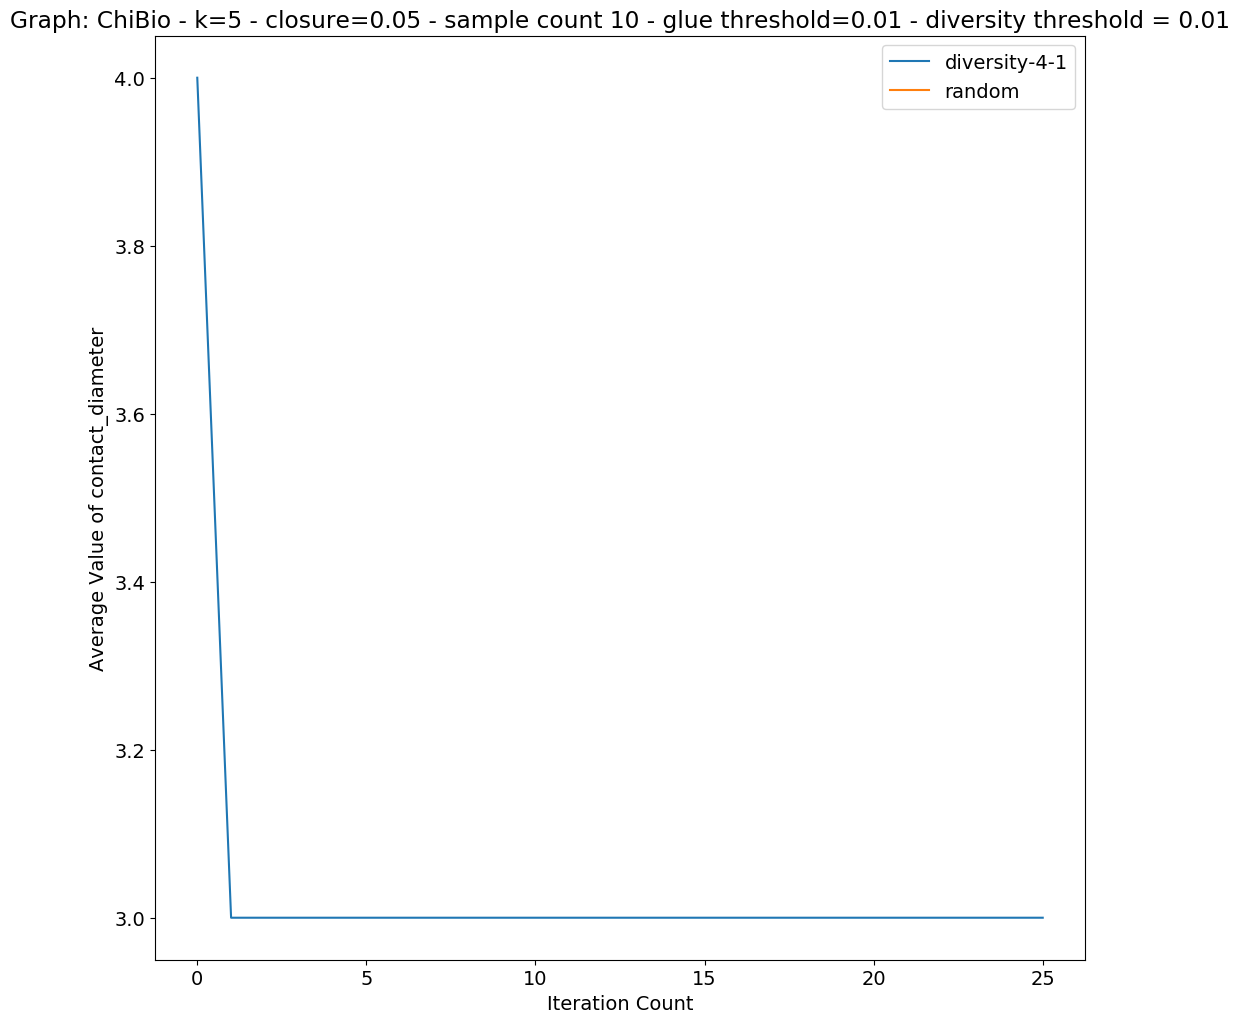 Graph: ChiBio - k=5 - closure=0.05 - sample count 10 - glue threshold=0.01 - diversity threshold = 0.01
diversity-4-1
random
4.0
3.8
3.6
3.4
3.2
3.0
Average Value of contact_diameter
0 5 10 15 20 25
Iteration Count